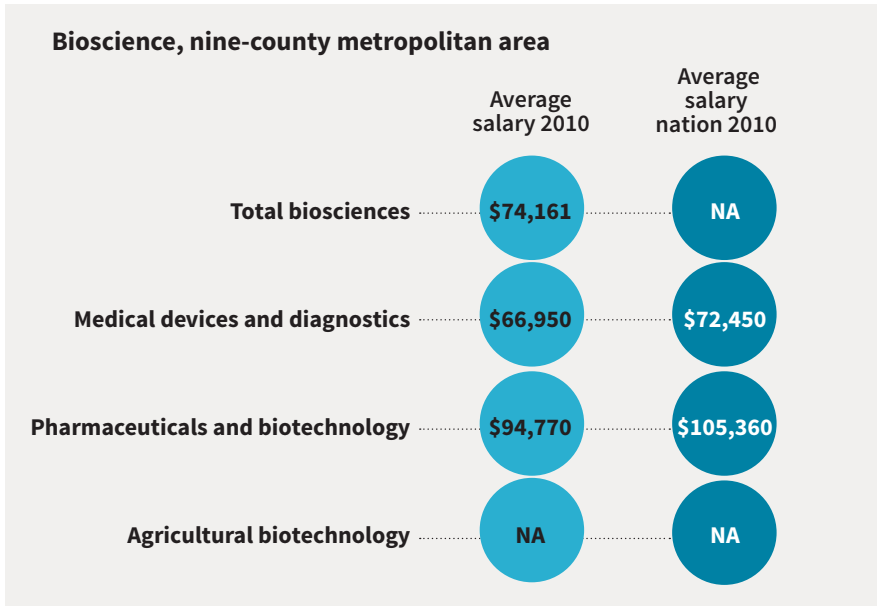 Bioscience, nine-county metropolitan area
Average
salary 2010
Average
salary
nation 2010
Total biosciences $74,161 NA
Medical devices and diagnostics $66,950 $72,450
Pharmaceuticals and biotechnology $94,770 $105,360
Agricultural biotechnology NA NA